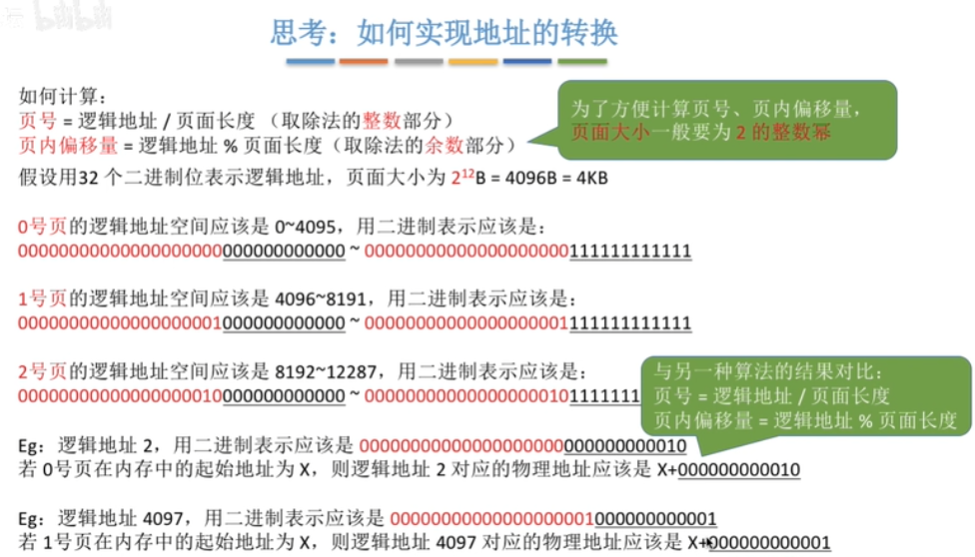 bilibili
思考：如何实现地址的转换
如何计算：
页号 = 逻辑地址 / 页面长度 （取除法的整数部分）
页内偏移量 = 逻辑地址 % 页面长度（取除法的余数部分）
为了方便计算页号、页内偏移量，
页面大小一般要为 2 的整数幂
假设用32 个二进制位表示逻辑地址，页面大小为 2¹²B = 4096B = 4KB
0号页的逻辑地址空间应该是 0~4095，用二进制表示应该是：
00000000000000000000000000000000 ~ 00000000000000000000111111111111
1号页的逻辑地址空间应该是 4096~8191，用二进制表示应该是：
00000000000000000001000000000000 ~ 00000000000000000001111111111111
2号页的逻辑地址空间应该是 8192~12287，用二进制表示应该是：
00000000000000000010000000000000 ~ 000000000000000000101111111
与另一种算法的结果对比：
页号 = 逻辑地址 / 页面长度
页内偏移量 = 逻辑地址 % 页面长度
Eg：逻辑地址 2，用二进制表示应该是 00000000000000000000000000000010
若 0号页在内存中的起始地址为 X，则逻辑地址 2 对应的物理地址应该是 X+000000000010
Eg：逻辑地址 4097，用二进制表示应该是 00000000000000000001000000000001
若 1号页在内存中的起始地址为 X，则逻辑地址 4097 对应的物理地址应该是 X+000000000001